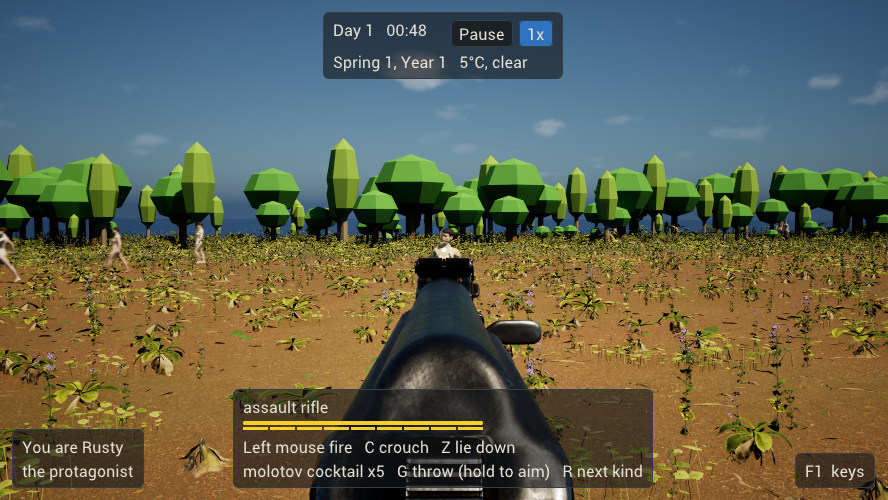 Day 1 00:48 Pause 1x
Spring 1, Year 1 5°C, clear
assault rifle
Left mouse fire C crouch Z lie down
molotov cocktail x5 G throw (hold to aim) R next kind
You are Rusty
the protagonist
F1 keys